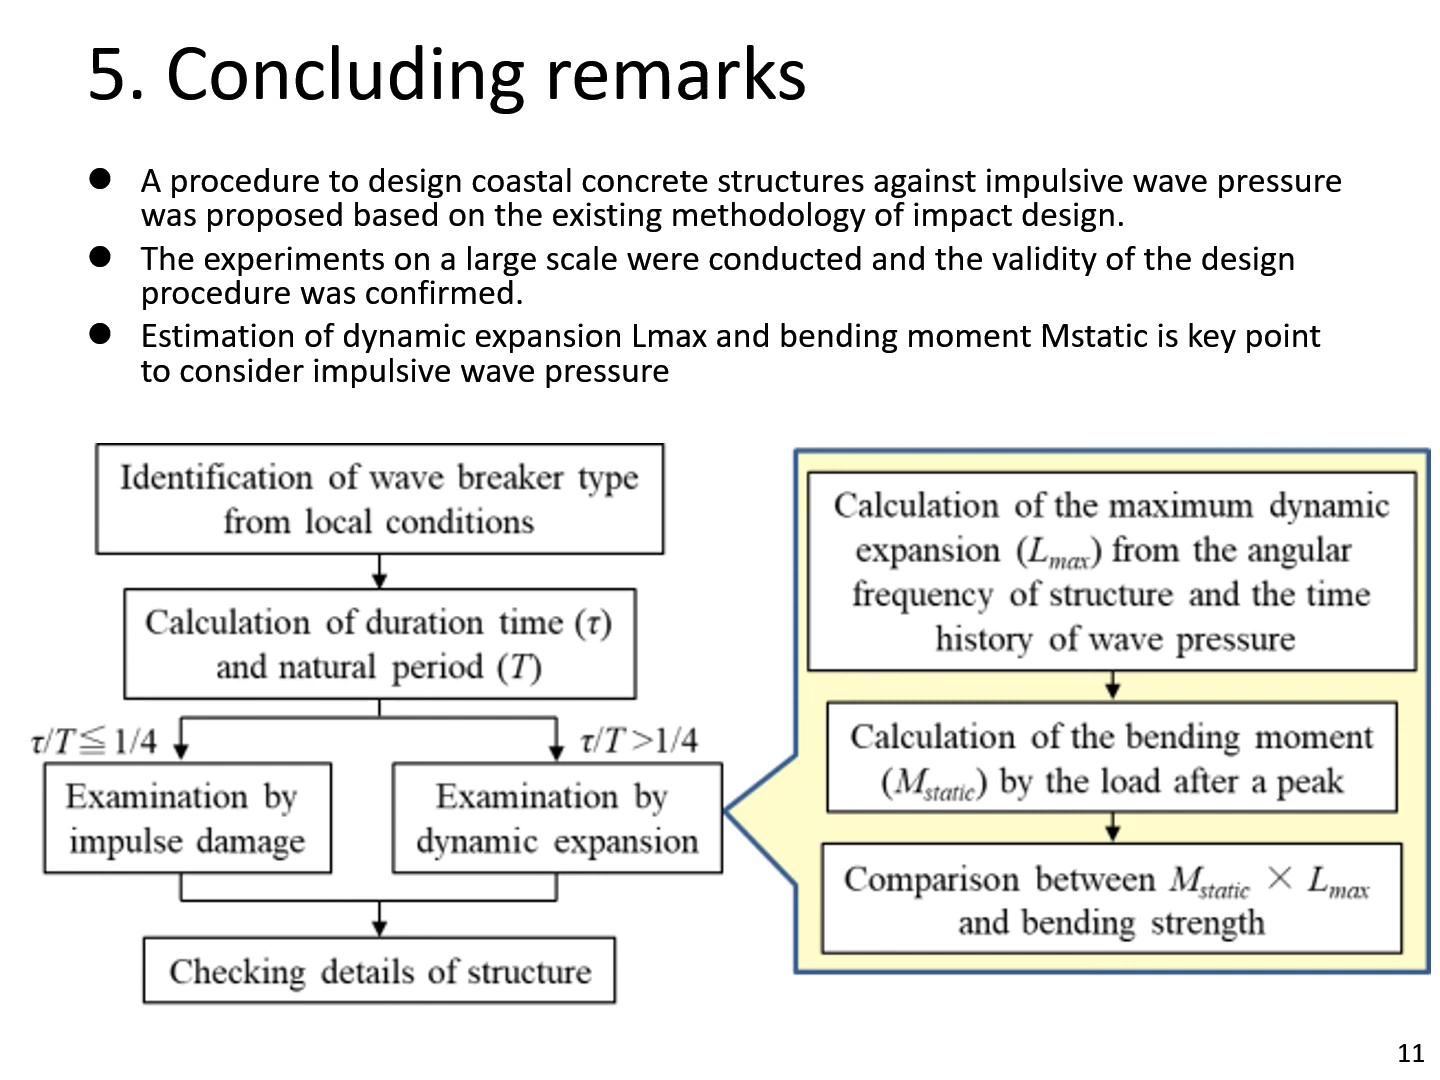 5. Concluding remarks
● A procedure to design coastal concrete structures against impulsive wave pressure
was proposed based on the existing methodology of impact design.
● The experiments on a large scale were conducted and the validity of the design
procedure was confirmed.
● Estimation of dynamic expansion Lmax and bending moment Mstatic is key point
to consider impulsive wave pressure
Identification of wave breaker type
from local conditions
Calculation of duration time (τ)
and natural period (T)
τ/T≦1/4
τ/T>1/4
Examination by
impulse damage
Examination by
dynamic expansion
Checking details of structure
Calculation of the maximum dynamic
expansion (Lmax) from the angular
frequency of structure and the time
history of wave pressure
Calculation of the bending moment
(Mstatic) by the load after a peak
Comparison between Mstatic × Lmax
and bending strength
11